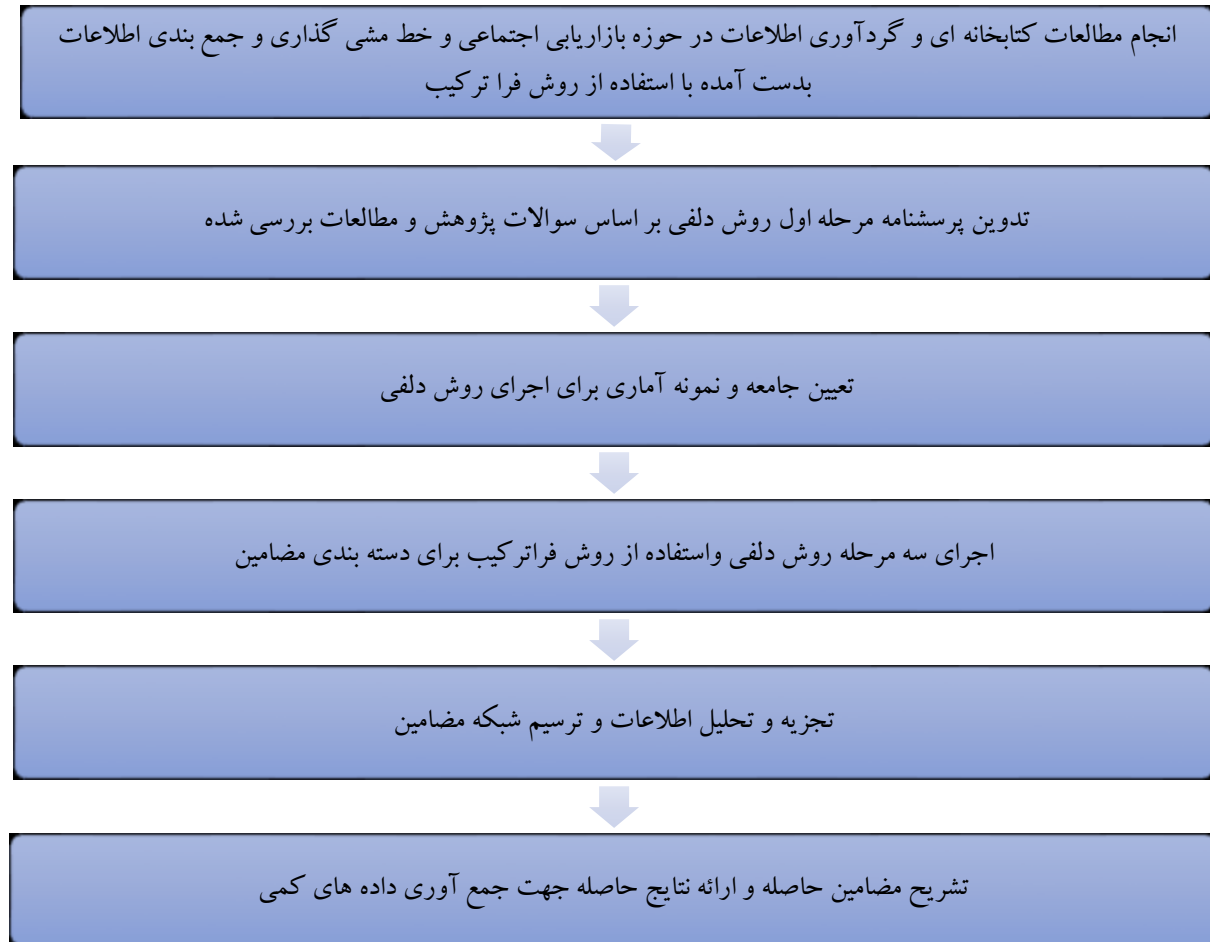 انجام مطالعات کتابخانه ای و گردآوری اطلاعات در حوزه بازاریابی اجتماعی و خط مشی گذاری و جمع بندی اطلاعات
بدست آمده با استفاده از روش فرا ترکیب
تدوین پرسشنامه مرحله اول روش دلفی بر اساس سوالات پژوهش و مطالعات بررسی شده
تعیین جامعه و نمونه آماری برای اجرای روش دلفی
اجرای سه مرحله روش دلفی واستفاده از روش فراترکیب برای دسته بندی مضامین
تجزیه و تحلیل اطلاعات و ترسیم شبکه مضامین
تشریح مضامین حاصله و ارائه نتایج حاصله جهت جمع آوری داده های کمی